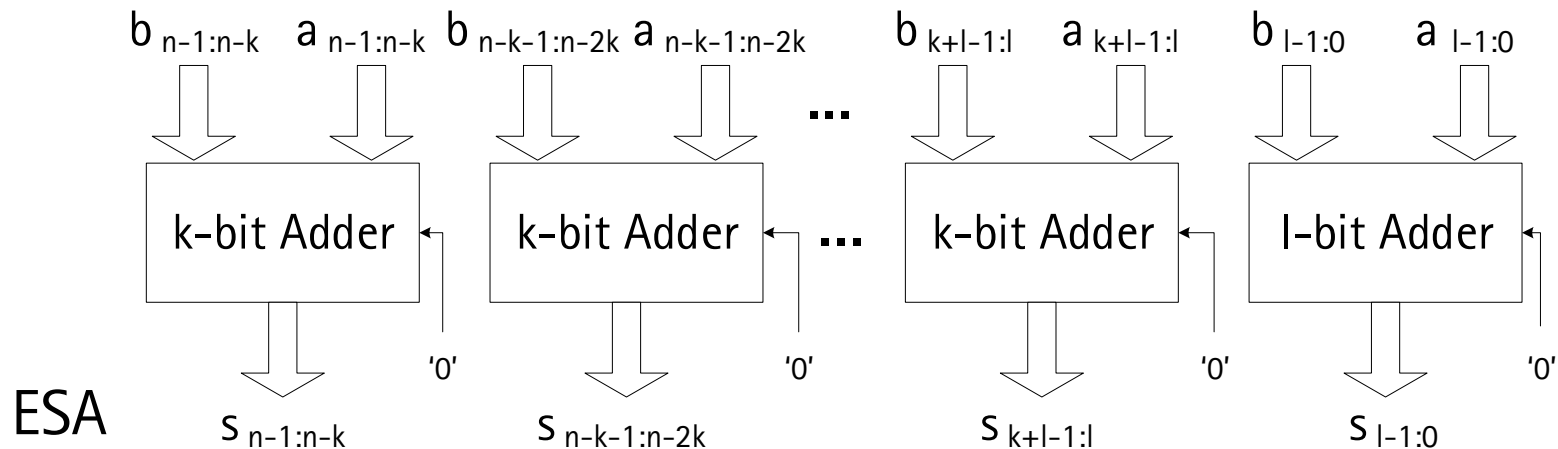 b n-1:n-k a n-1:n-k b n-k-1:n-2k a n-k-1:n-2k b k+l-1:l a k+l-1:l b l-1:0 a l-1:0
...
k-bit Adder k-bit Adder ... k-bit Adder l-bit Adder
'0' '0' '0' '0'
ESA
s n-1:n-k s n-k-1:n-2k s k+l-1:l s l-1:0